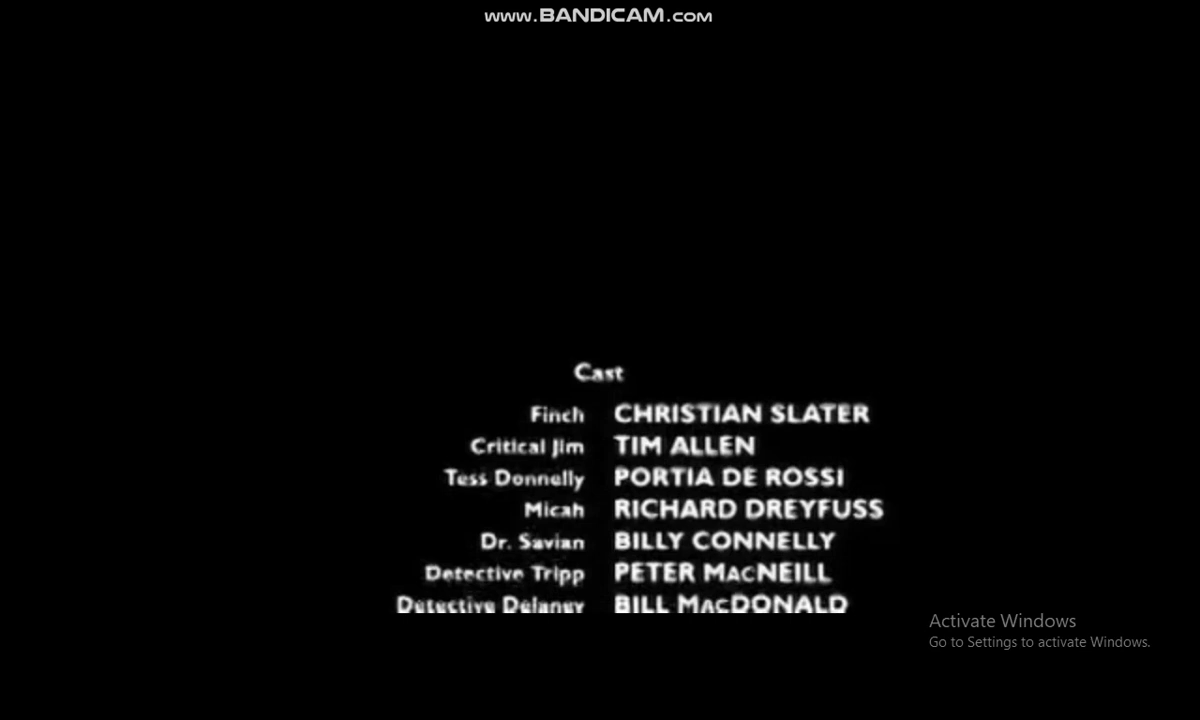 www.BANDICAM.com
Cast
Finch CHRISTIAN SLATER
Critical Jim TIM ALLEN
Tess Donnelly PORTIA DE ROSSI
Micah RICHARD DREYFUSS
Dr. Savian BILLY CONNELLY
Detective Tripp PETER MACNEILL
Detective Delaney BILL MACDONALD
Activate Windows
Go to Settings to activate Windows.